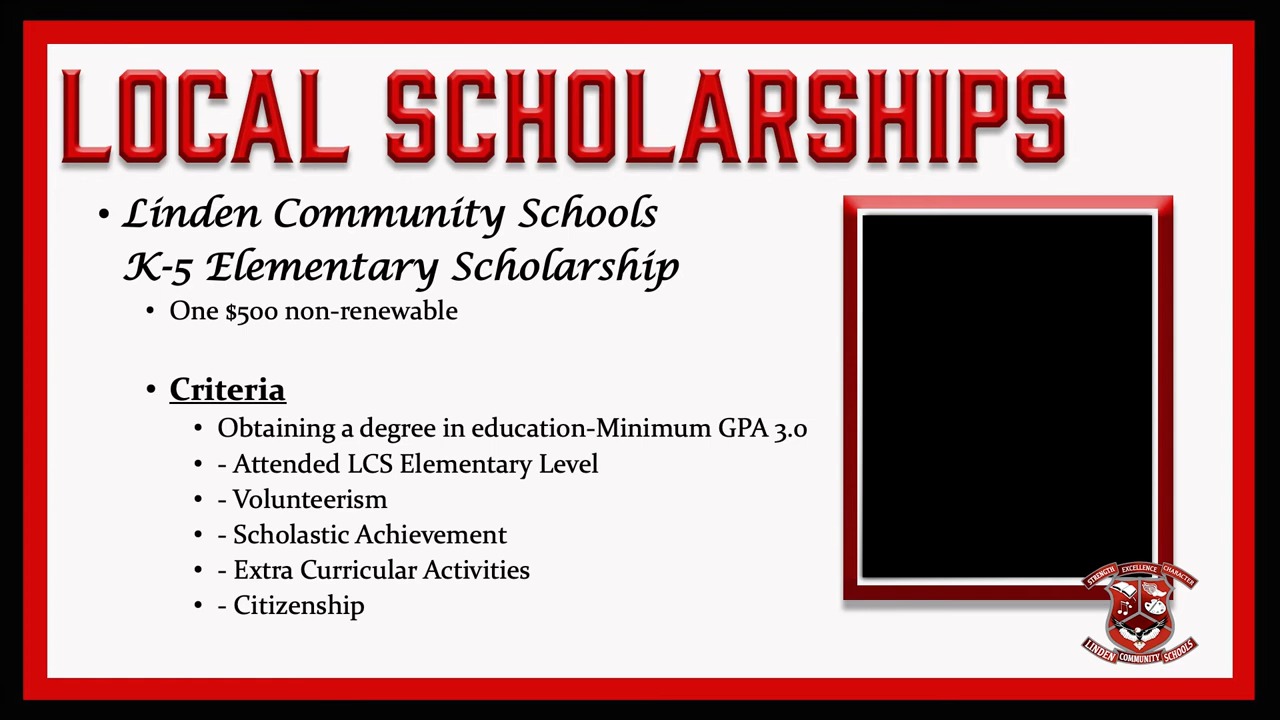 LOCAL SCHOLARSHIPS
• Linden Community Schools
K-5 Elementary Scholarship
• One $500 non-renewable
• Criteria
• Obtaining a degree in education-Minimum GPA 3.0
• - Attended LCS Elementary Level
• - Volunteerism
• - Scholastic Achievement
• - Extra Curricular Activities
• - Citizenship
STRENGTH EXCELLENCE CHARACTER
LINDEN COMMUNITY SCHOOLS